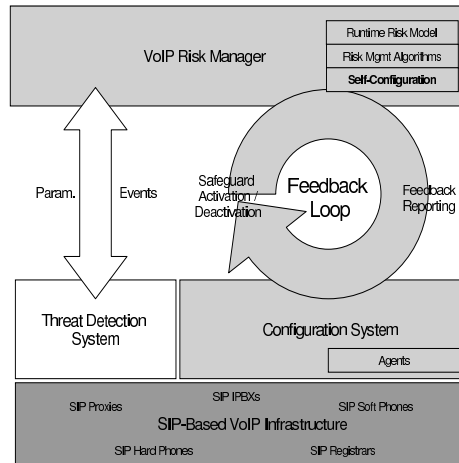 Runtime Risk Model
VoIP Risk Manager
Risk Mgmt Algorithms
Self-Configuration
Safeguard
Activation /
Deactivation
Feedback
Loop
Feedback
Reporting
Param.
Events
Threat Detection
System
Configuration System
Agents
SIP IPBXs
SIP Proxies
SIP Soft Phones
SIP-Based VoIP Infrastructure
SIP Hard Phones
SIP Registrars